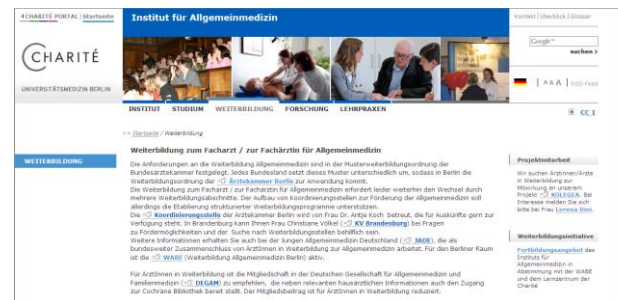 CHARITÉ PORTAL | Startseite
Institut für Allgemeinmedizin
Kontakt | Überblick | Glossar
Google™
suchen
CHARITÉ
UNIVERSITÄTSMEDIZIN BERLIN
A A A | RSS-Feed
INSTITUT STUDIUM WEITERBILDUNG FORSCHUNG LEHRPRAXEN
CC 1
>> Startseite / Weiterbildung
WEITERBILDUNG
Weiterbildung zum Facharzt / zur Fachärztin für Allgemeinmedizin
Die Anforderungen an die Weiterbildung Allgemeinmedizin sind in der Musterweiterbildungsordnung der
Bundesärztekammer festgelegt. Jedes Bundesland setzt dieses Muster unterschiedlich um, sodass in Berlin die
Weiterbildungsordnung der Ärztekammer Berlin zur Anwendung kommt.
Die Weiterbildung zum Facharzt / zur Fachärztin für Allgemeinmedizin erfordert leider weiterhin den Wechsel durch
mehrere Weiterbildungsabschnitte. Der Aufbau von Koordinierungsstellen zur Förderung der Allgemeinmedizin soll
allerdings die Etablierung strukturierter Weiterbildungsprogramme unterstützen.
Die Koordinierungsstelle der Ärztekammer Berlin wird von Frau Dr. Antje Koch betreut, die für Auskünfte gern zur
Verfügung steht. In Brandenburg kann Ihnen Frau Christiane Völkel (KV Brandenburg) bei Fragen
zu Fördermöglichkeiten und der Suche nach Weiterbildungsstellen behilflich sein.
Weitere Informationen erhalten Sie auch bei der Jungen Allgemeinmedizin Deutschland (JADE), die als
bundesweiter Zusammenschluss von ÄrztInnen in Weiterbildung zur Allgemeinmedizin arbeitet. Für den Berliner Raum
ist die WABE (Weiterbildung Allgemeinmedizin Berlin) aktiv.
Für ÄrztInnen in Weiterbildung ist die Mitgliedschaft in der Deutschen Gesellschaft für Allgemeinmedizin und
Familienmedizin (DEGAM) zu empfehlen, die neben relevanten hausärztlichen Informationen auch den Zugang
zur Cochrane Bibliothek bereit stellt. Der Mitgliedsbeitrag ist für ÄrztInnen in Weiterbildung reduziert.
Projektmitarbeit
Wir suchen Ärztinnen/Ärzte
in Weiterbildung zur
Mitwirkung an unserem
Projekt KOLEGEA. Bei
Interesse melden Sie sich
bitte bei Frau Lorena Dini.
Weiterbildungsinitiative
Fortbildungsangebot des
Instituts für
Allgemeinmedizin in
Abstimmung mit der WABE
und dem Lernzentrum der
Charité